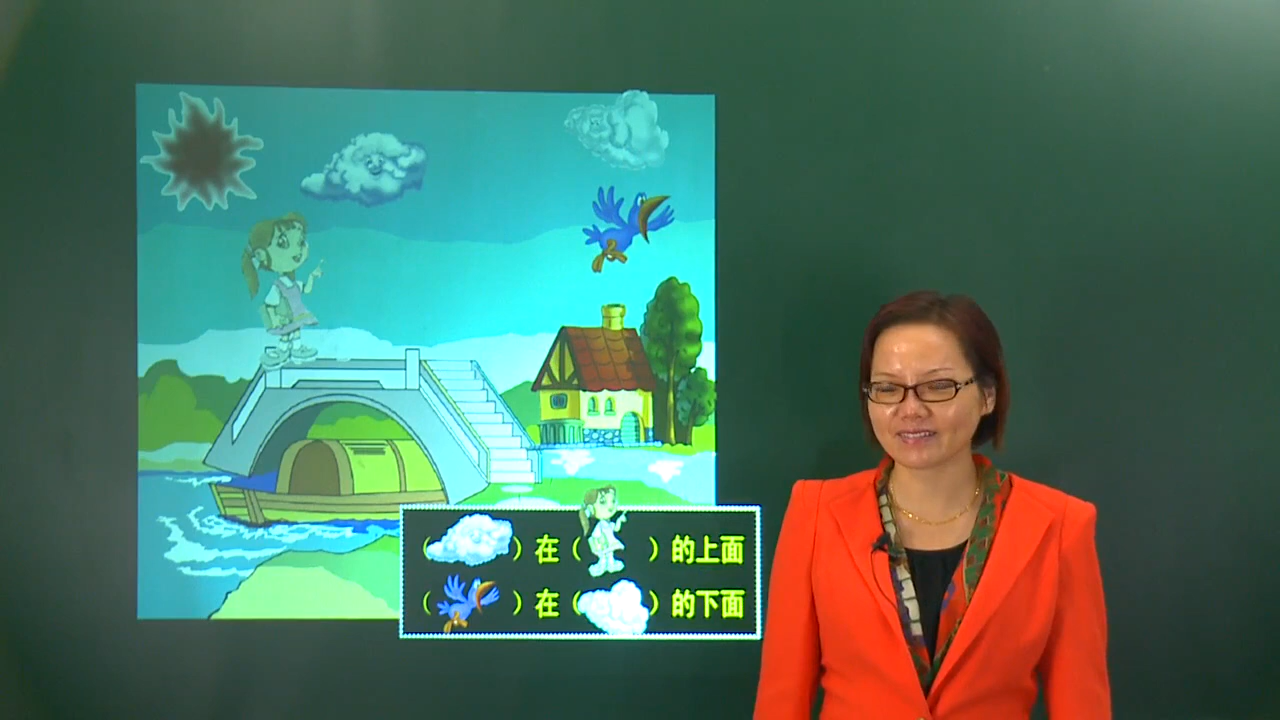 （ ）在（ ）的上面
（ ）在（ ）的下面